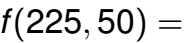 f(225, 50) =